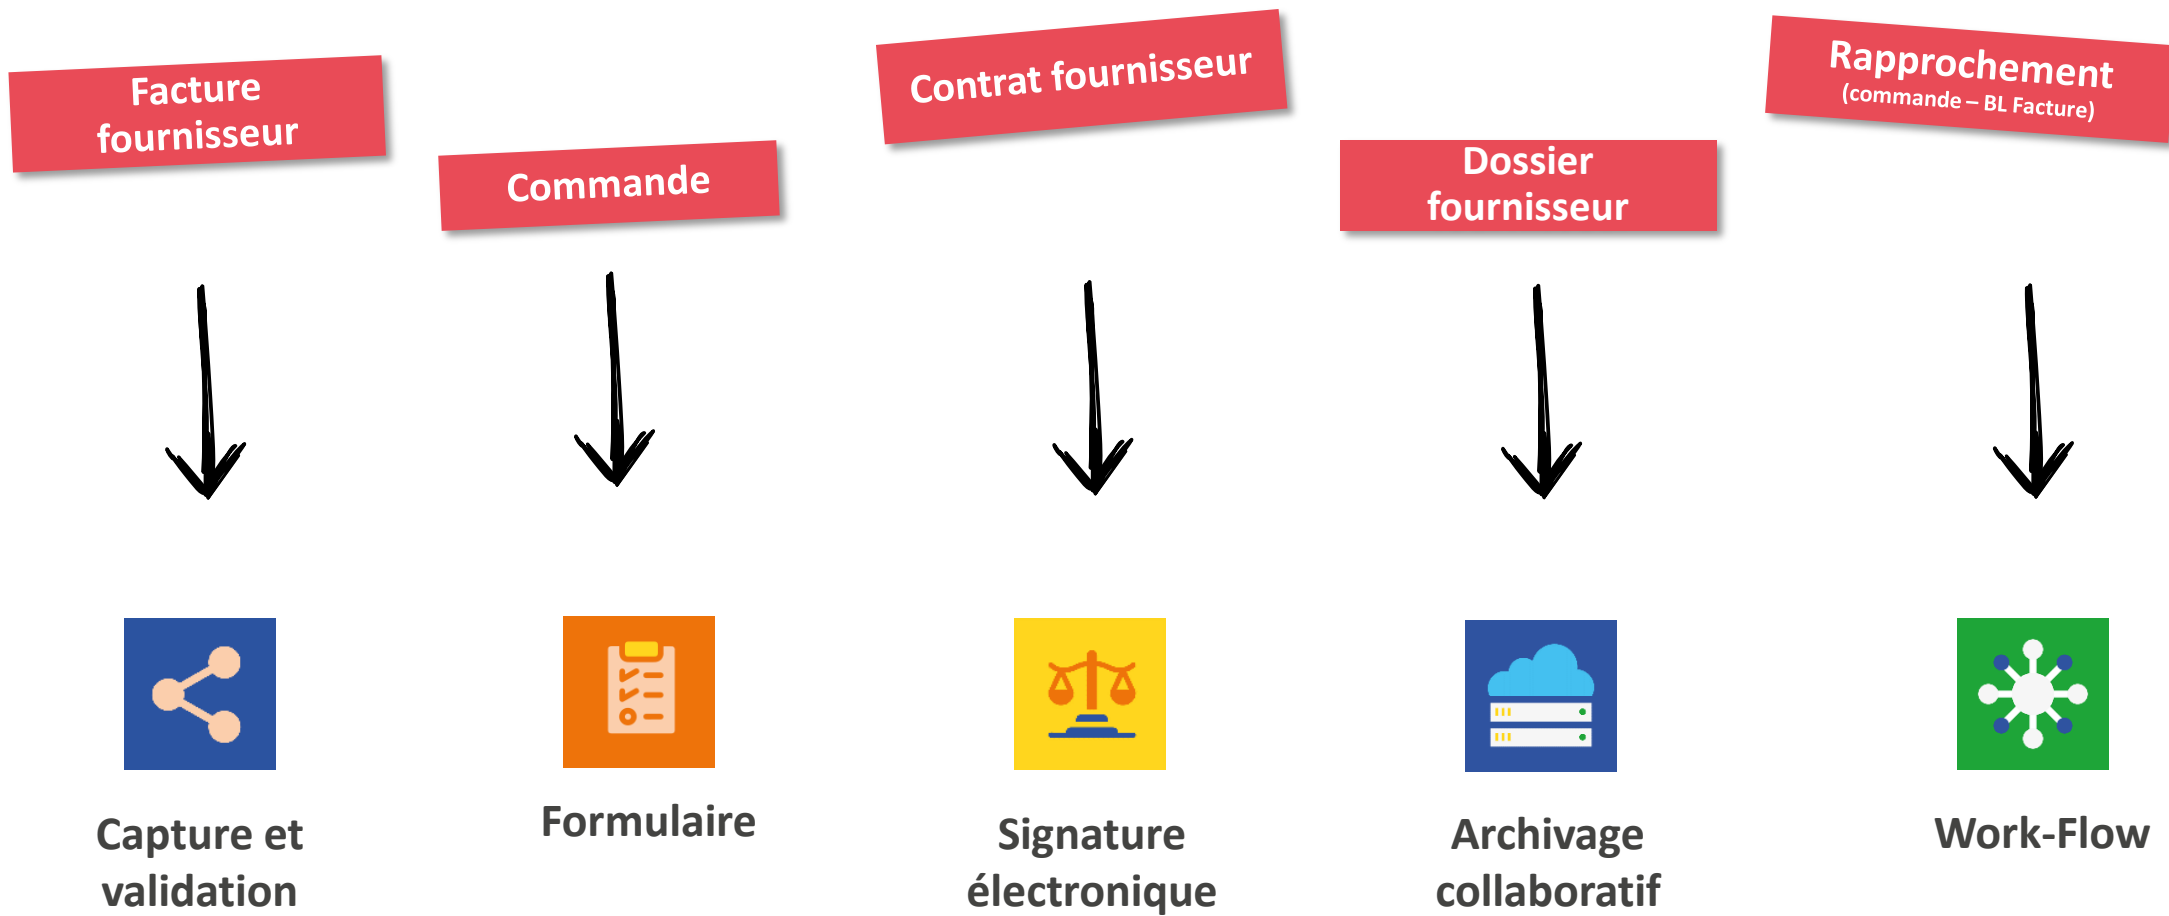 Facture
fournisseur
Commande
Contrat fournisseur
Dossier
fournisseur
Rapprochement
(commande – BL Facture)
Capture et
validation
Formulaire
Signature
électronique
Archivage
collaboratif
Work-Flow